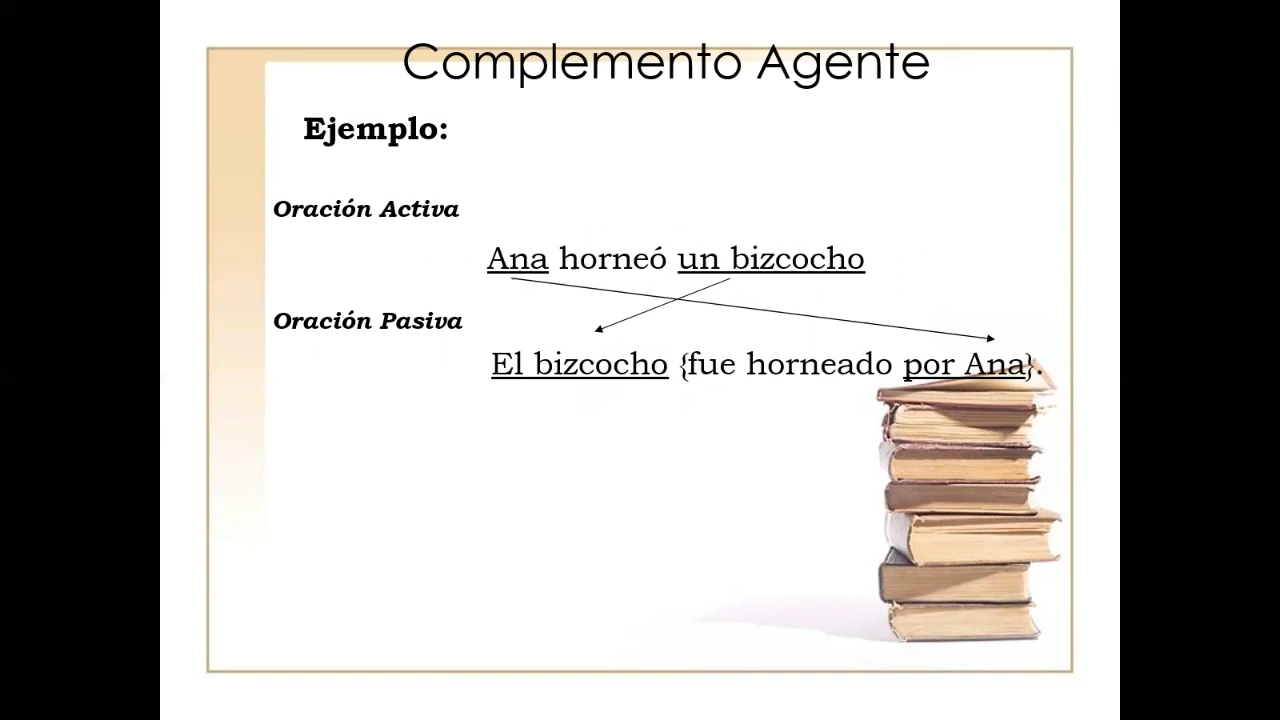 Complemento Agente
Ejemplo:
Oración Activa
Ana horneó un bizcocho
Oración Pasiva
El bizcocho {fue horneado por Ana}.